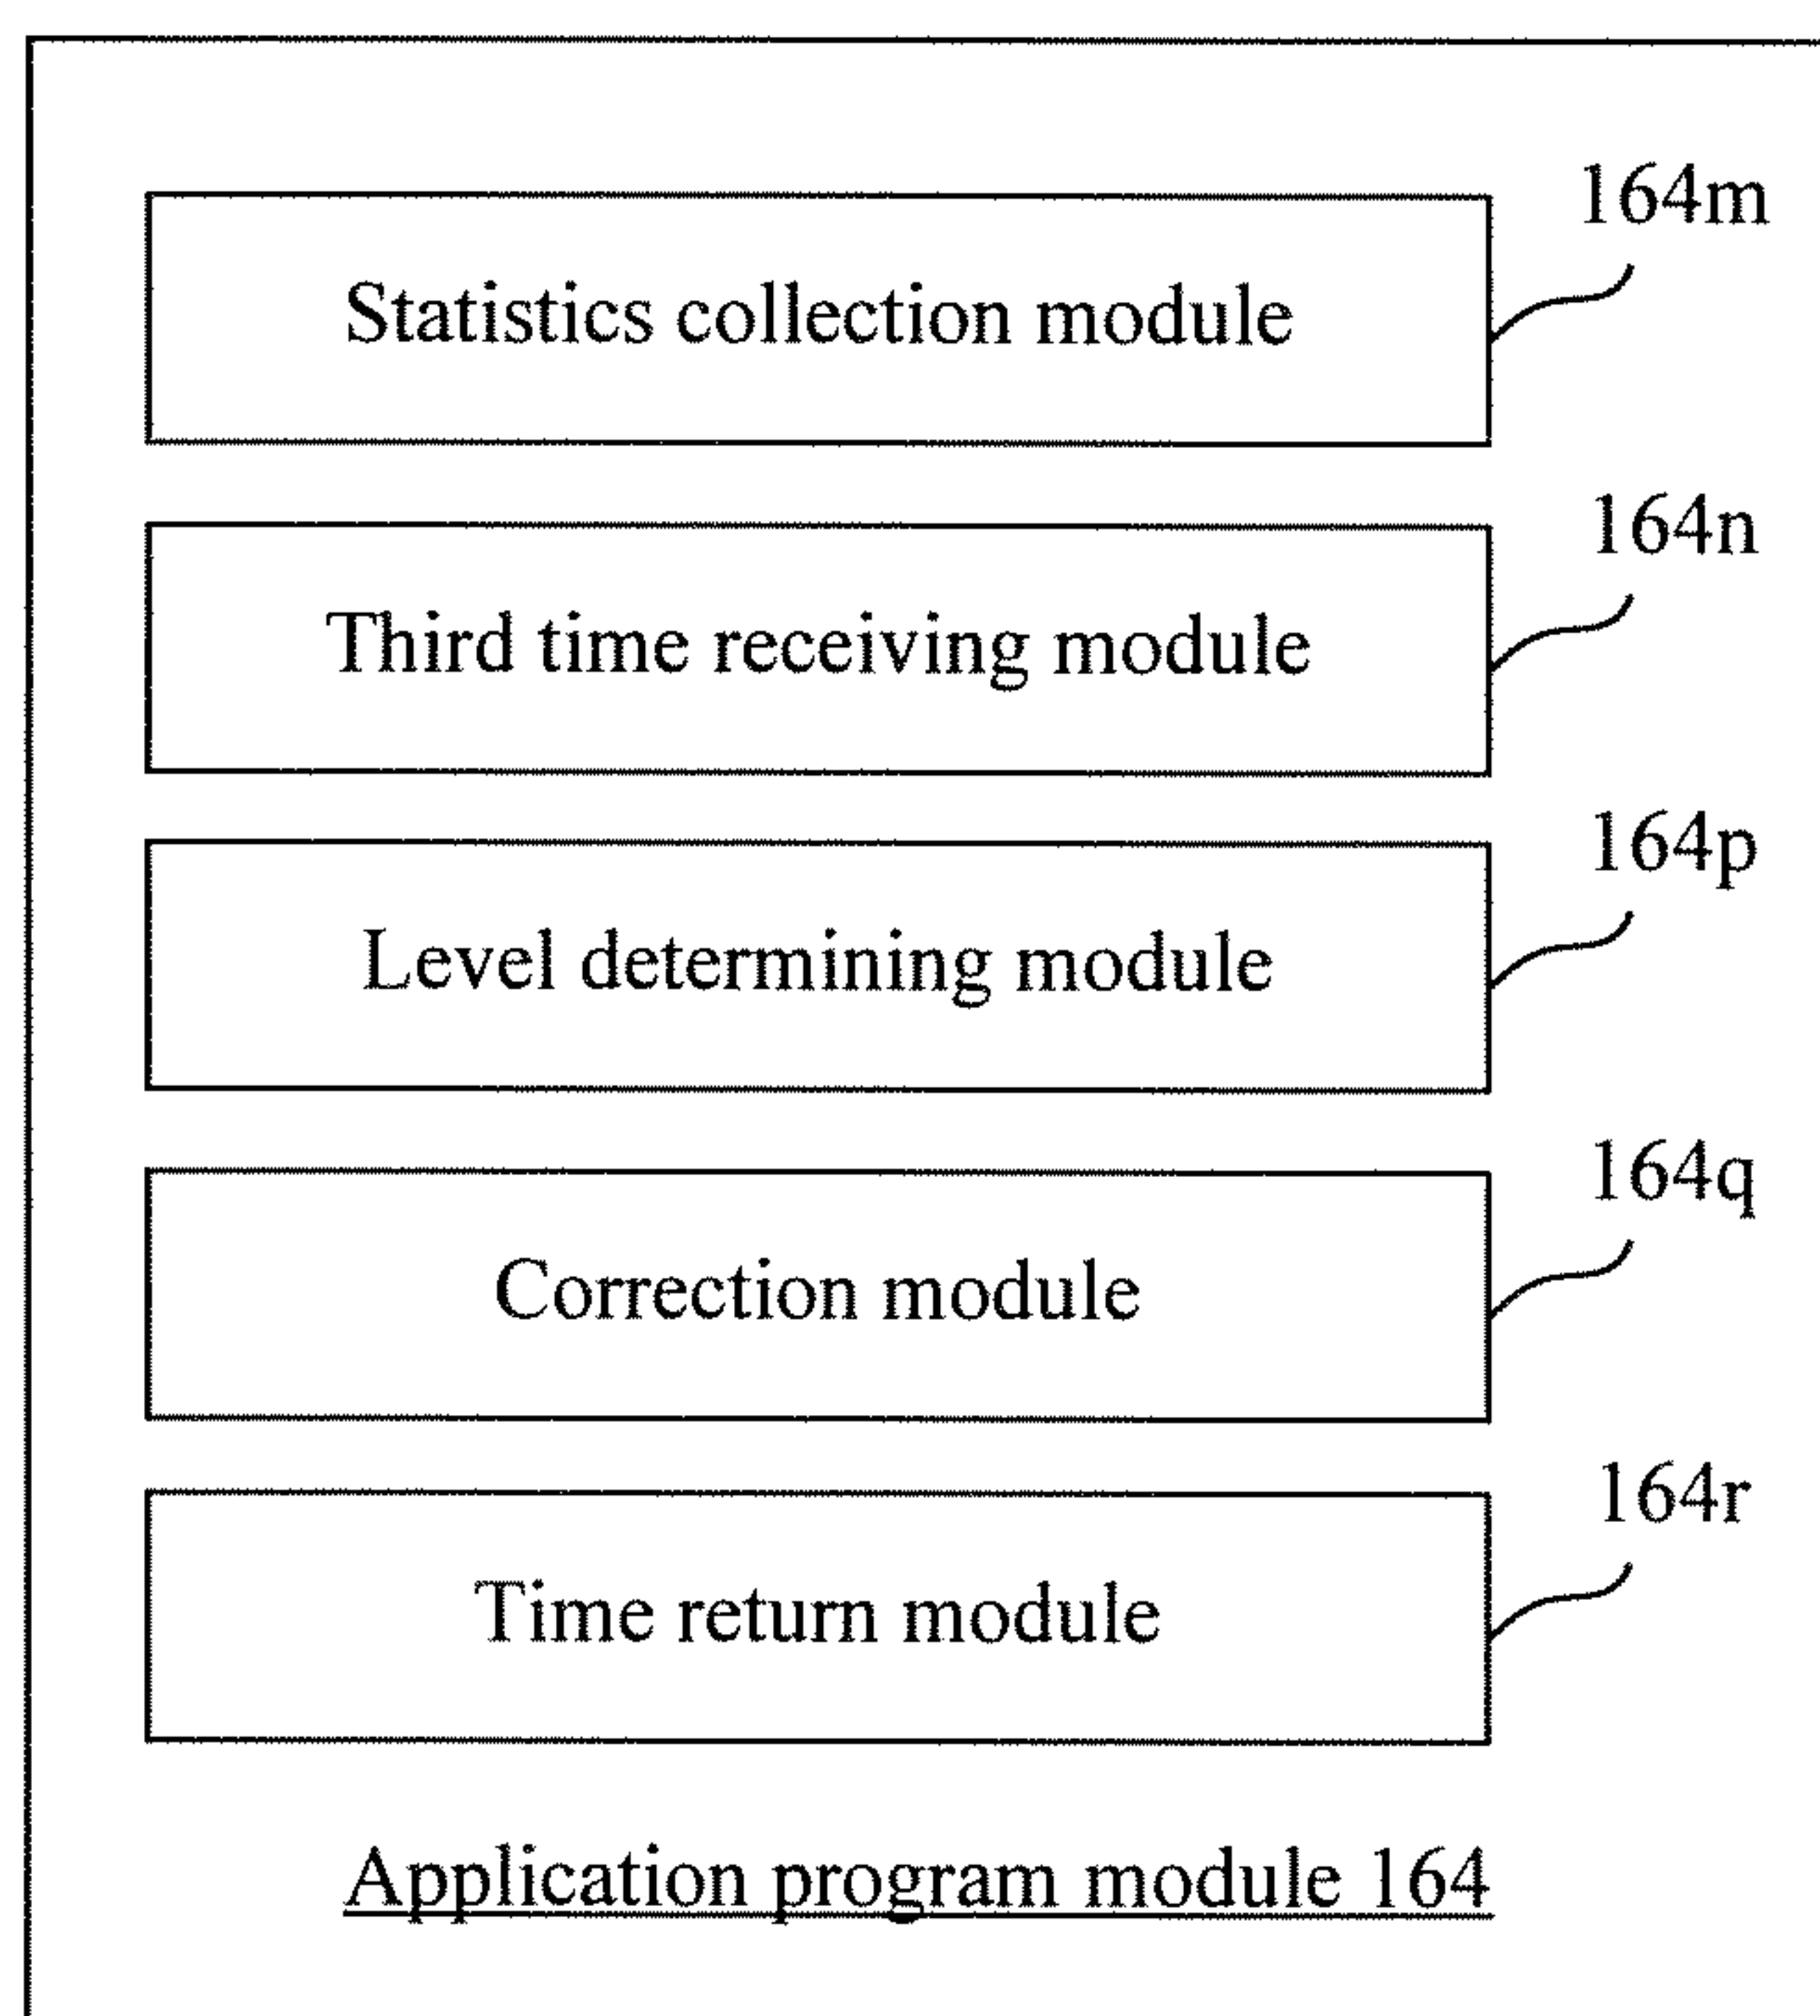 164m
Statistics collection module
164n
Third time receiving module
164p
Level determining module
164q
Correction module
164r
Time return module
Application program module 164